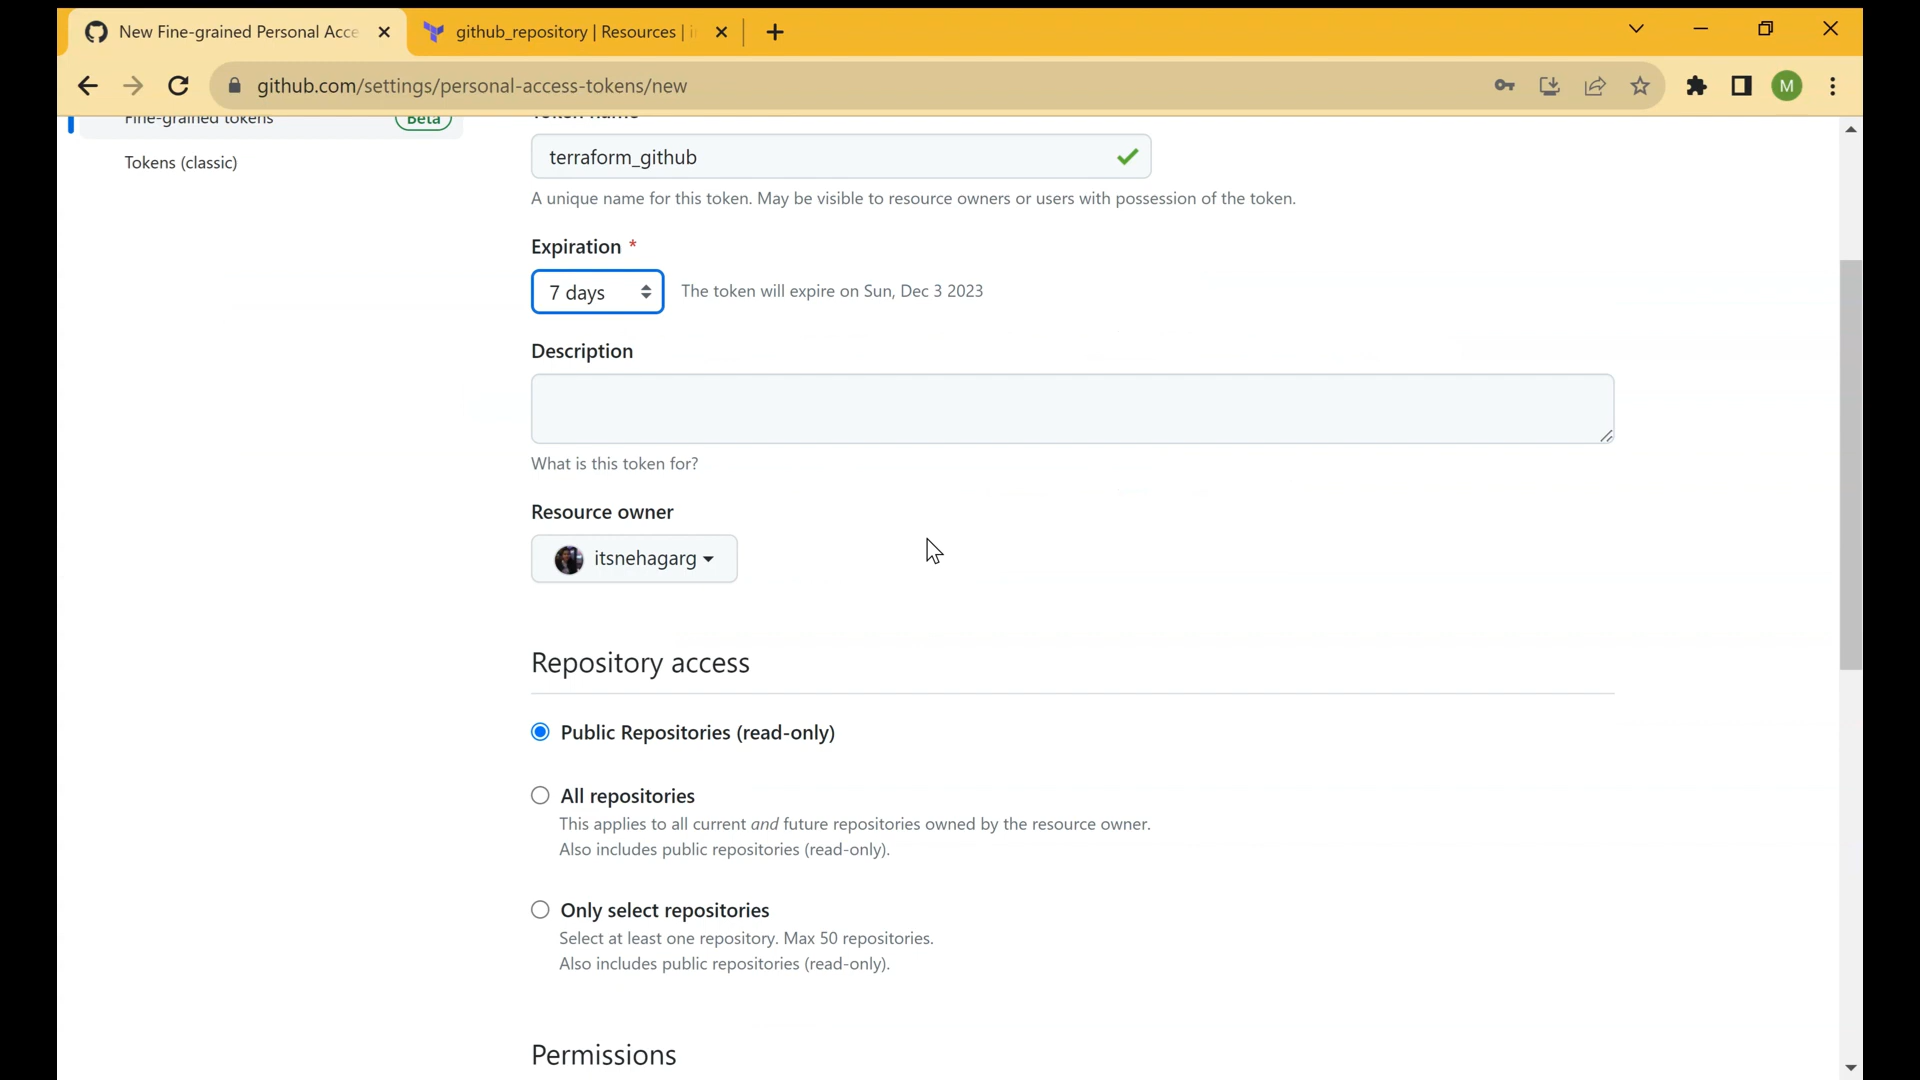 New Fine-grained Personal Acce
github_repository | Resources | i
github.com/settings/personal-access-tokens/new
M
Fine-grained tokens
Beta
Tokens (classic)
Token name
terraform_github
A unique name for this token. May be visible to resource owners or users with possession of the token.
Expiration *
7 days
The token will expire on Sun, Dec 3 2023
Description
What is this token for?
Resource owner
itsnehagarg
Repository access
Public Repositories (read-only)
All repositories
This applies to all current and future repositories owned by the resource owner.
Also includes public repositories (read-only).
Only select repositories
Select at least one repository. Max 50 repositories.
Also includes public repositories (read-only).
Permissions